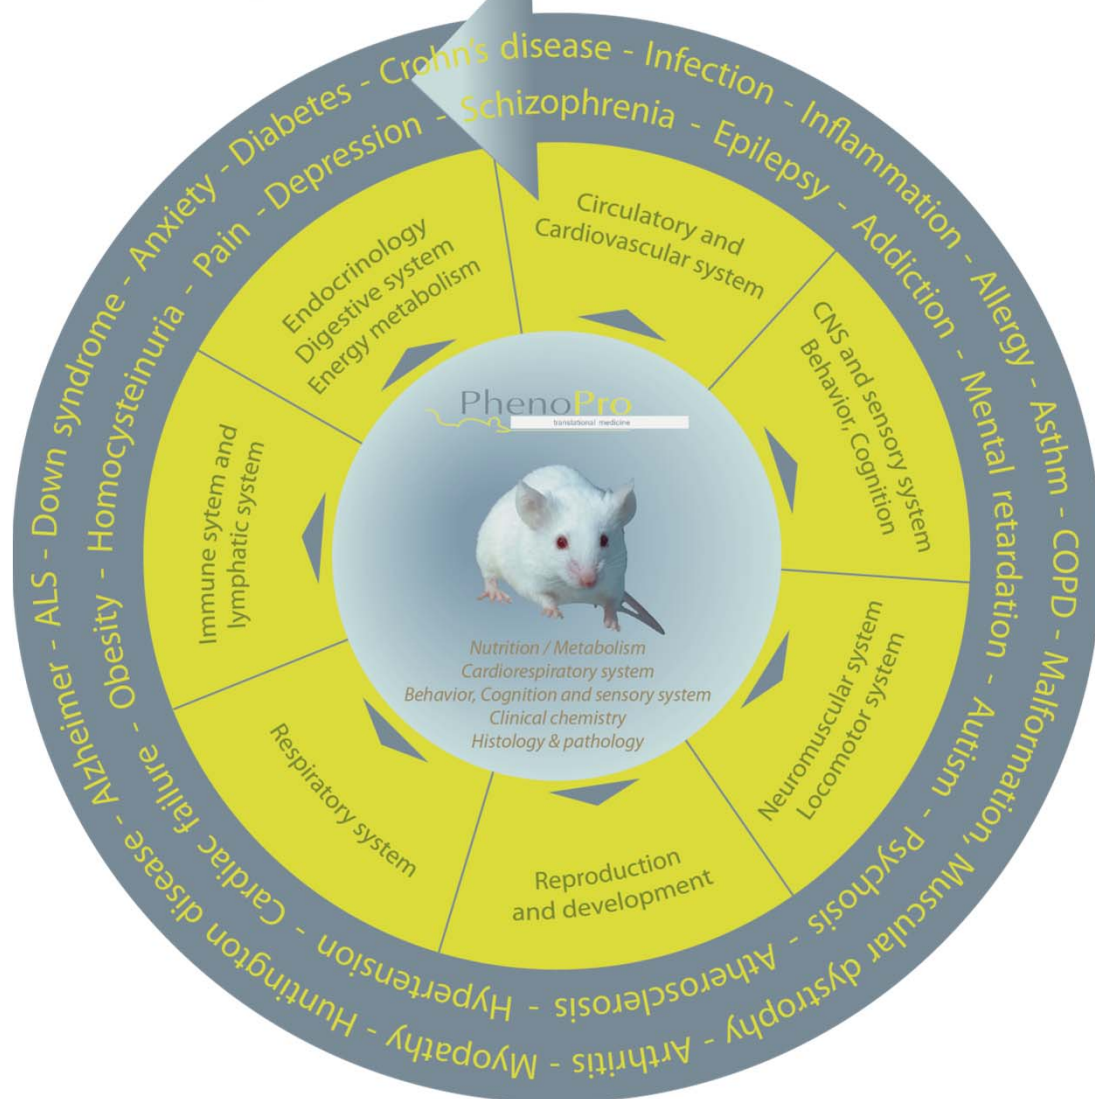 Crohn's disease - Infection - Inflammation - Allergy - Asthm - COPD - Malformation, Muscular dystrophy - Arthritis - Myopathy - Huntington disease - Alzheimer - ALS - Down syndrome - Anxiety - Diabetes -
Schizophrenia - Epilepsy - Addiction - Mental retardation - Autism - Psychosis - Atherosclerosis - Hypertension - Cardiac failure - Obesity - Homocysteinuria - Pain - Depression -
Circulatory and
Cardiovascular system
CNS and sensory system
Behavior, Cognition
Neuromuscular system
Locomotor system
Reproduction
and development
Respiratory system
Immune sytem and
lymphatic system
Endocrinology
Digestive system
Energy metabolism
PhenoPro
translational medicine
Nutrition / Metabolism
Cardiorespiratory system
Behavior, Cognition and sensory system
Clinical chemistry
Histology & pathology